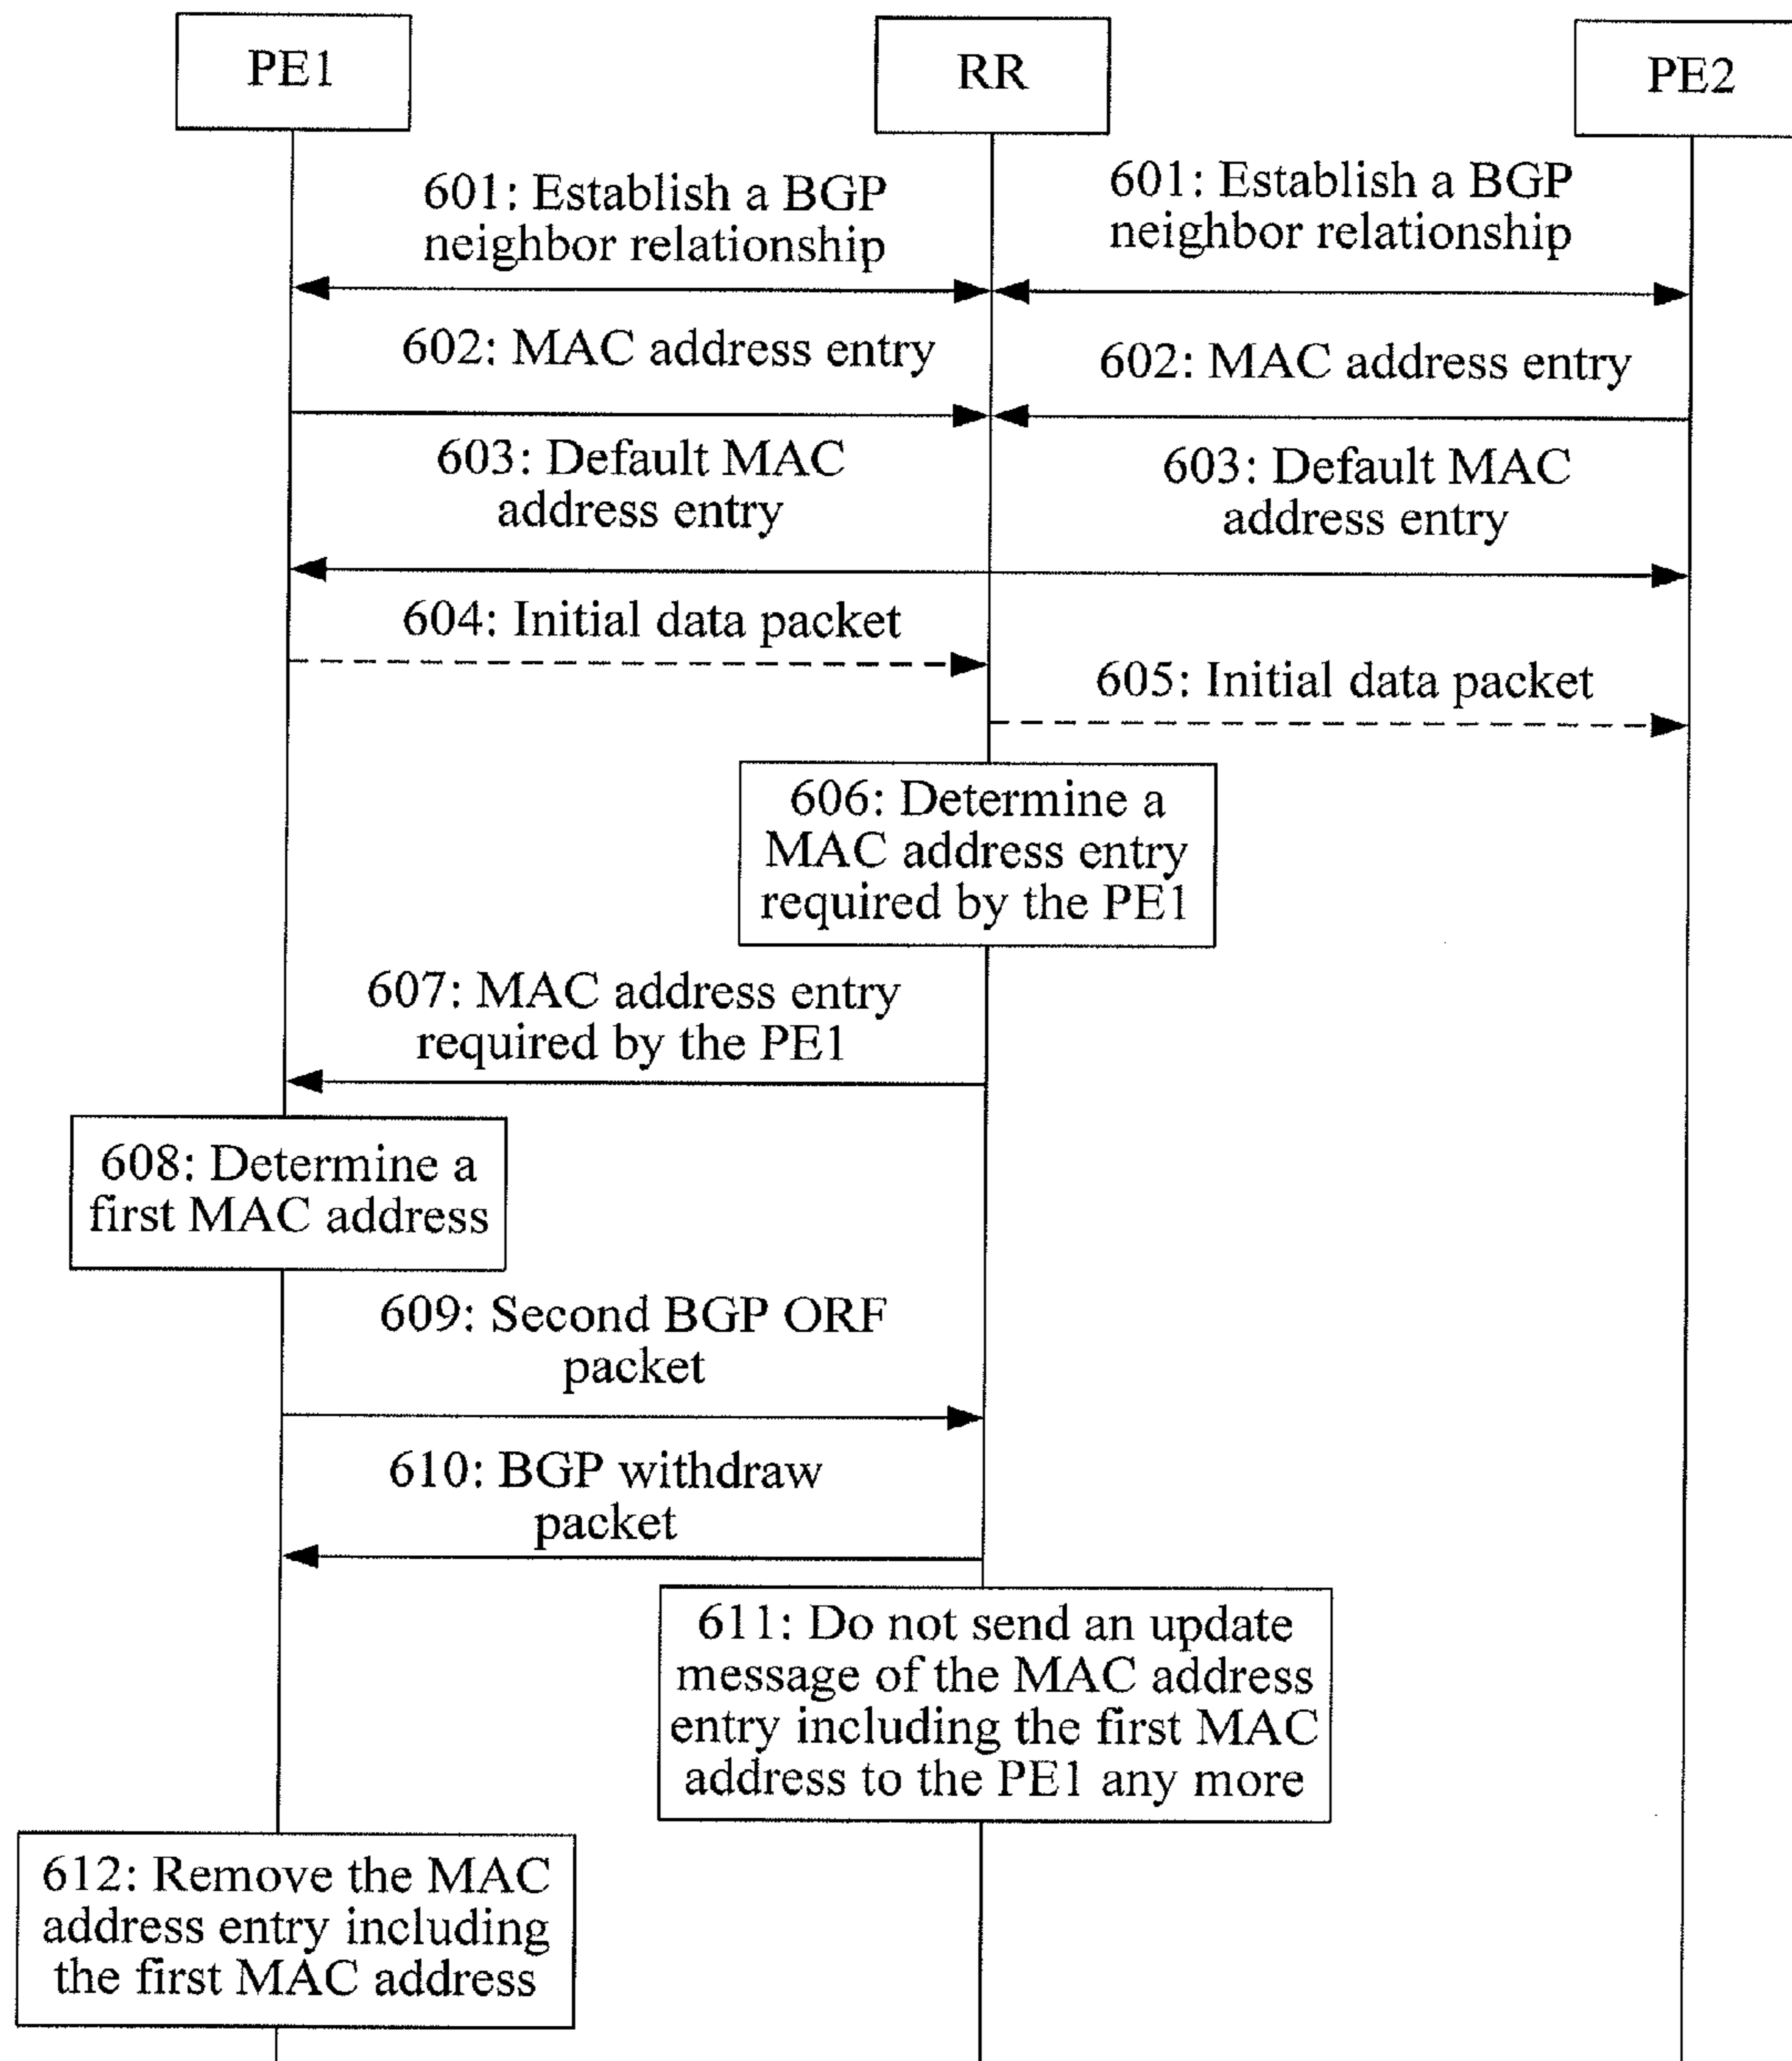 PE1
RR
PE2
601: Establish a BGP
neighbor relationship
601: Establish a BGP
neighbor relationship
602: MAC address entry
602: MAC address entry
603: Default MAC
address entry
603: Default MAC
address entry
604: Initial data packet
605: Initial data packet
606: Determine a
MAC address entry
required by the PE1
607: MAC address entry
required by the PE1
608: Determine a
first MAC address
609: Second BGP ORF
packet
610: BGP withdraw
packet
611: Do not send an update
message of the MAC address
entry including the first MAC
address to the PE1 any more
612: Remove the MAC
address entry including
the first MAC address